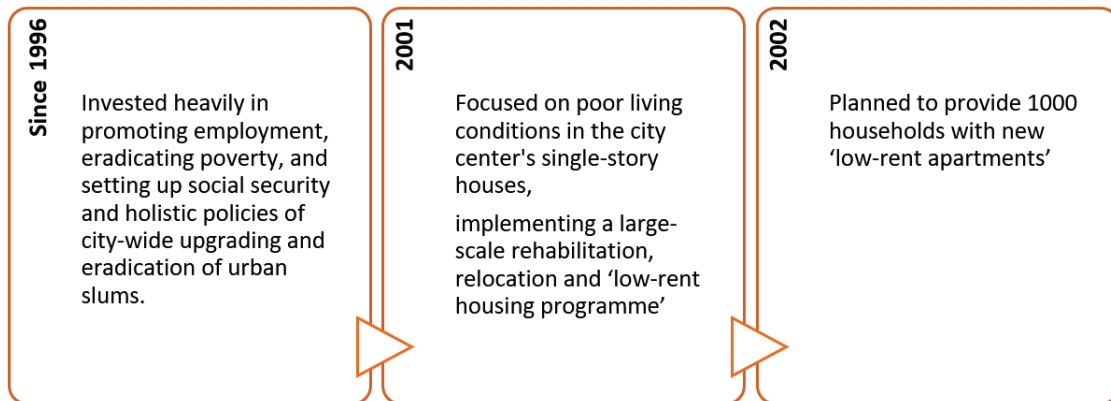 Since 1996
Invested heavily in
promoting employment,
eradicating poverty, and
setting up social security
and holistic policies of
city-wide upgrading and
eradication of urban
slums.
2001
Focused on poor living
conditions in the city
center's single-story
houses,
implementing a large-
scale rehabilitation,
relocation and ‘low-rent
housing programme’
2002
Planned to provide 1000
households with new
‘low-rent apartments’